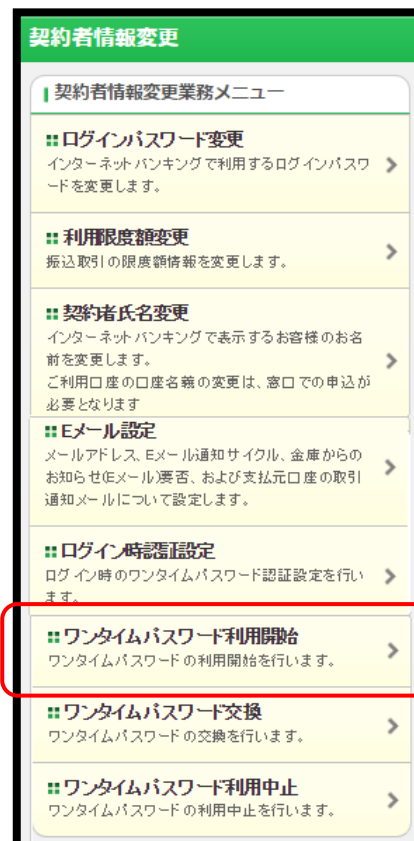 契約者情報変更
契約者情報変更業務メニュー
ログインパスワード変更
インターネットバンキングで利用するログインパスワ
ードを変更します。
利用限度額変更
振込取引の限度額情報を変更します。
契約者氏名変更
インターネットバンキングで表示するお客様のお名
前を変更します。
ご利用口座の口座名義の変更は、窓口での申込が
必要となります
Eメール設定
メールアドレス、Eメール通知サイクル、金庫からの
お知らせ(Eメール)要否、および支払元口座の取引
通知メールについて設定します。
ログイン時認証設定
ログイン時のワンタイムパスワード認証設定を行い
ます。
ワンタイムパスワード利用開始
ワンタイムパスワードの利用開始を行います。
ワンタイムパスワード交換
ワンタイムパスワードの交換を行います。
ワンタイムパスワード利用中止
ワンタイムパスワードの利用中止を行います。